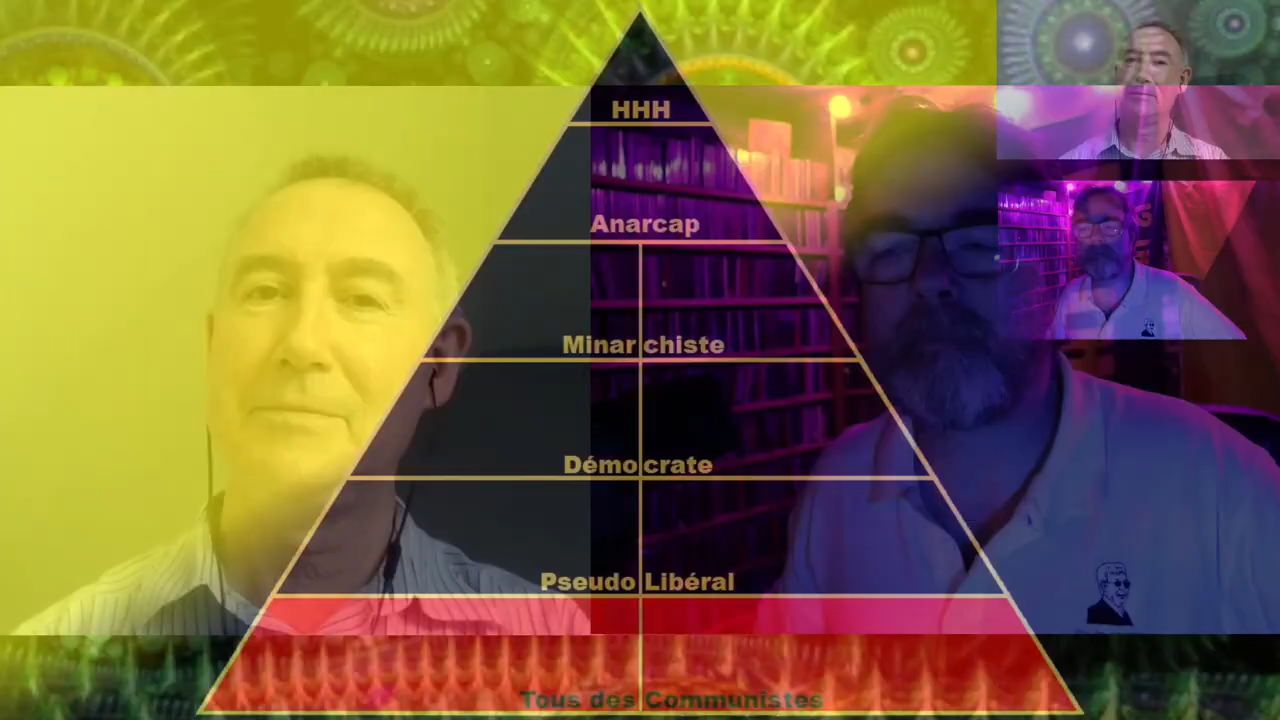 HHH
Anarcap
Minarchiste
Démocrate
Pseudo Libéral
Tous des Communistes